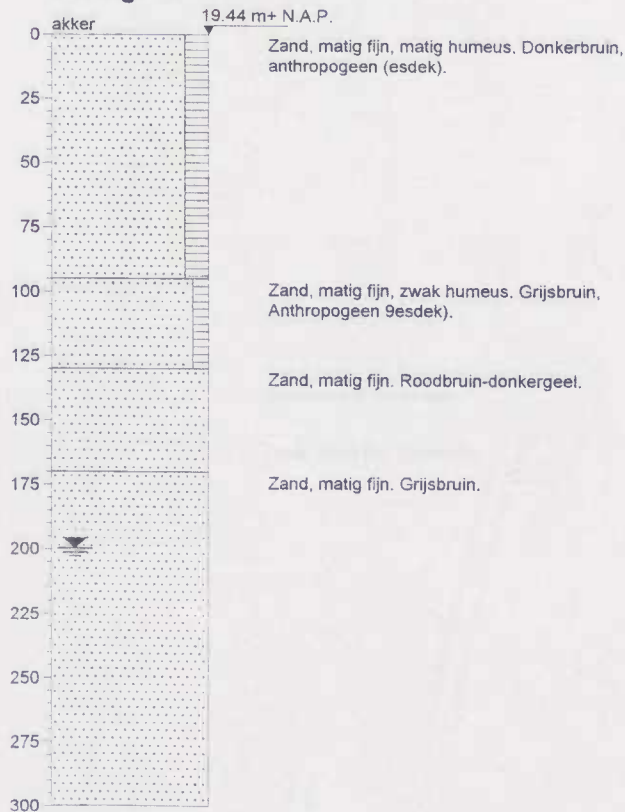 19.44 m+ N.A.P.
akker
0
Zand, matig fijn, matig humeus. Donkerbruin,
anthropogeen (esdek).
25
50
75
100
Zand, matig fijn, zwak humeus. Grijsbruin,
Anthropogeen 9esdek).
125
Zand, matig fijn. Roodbruin-donkergeel.
150
175
Zand, matig fijn. Grijsbruin.
200
225
250
275
300